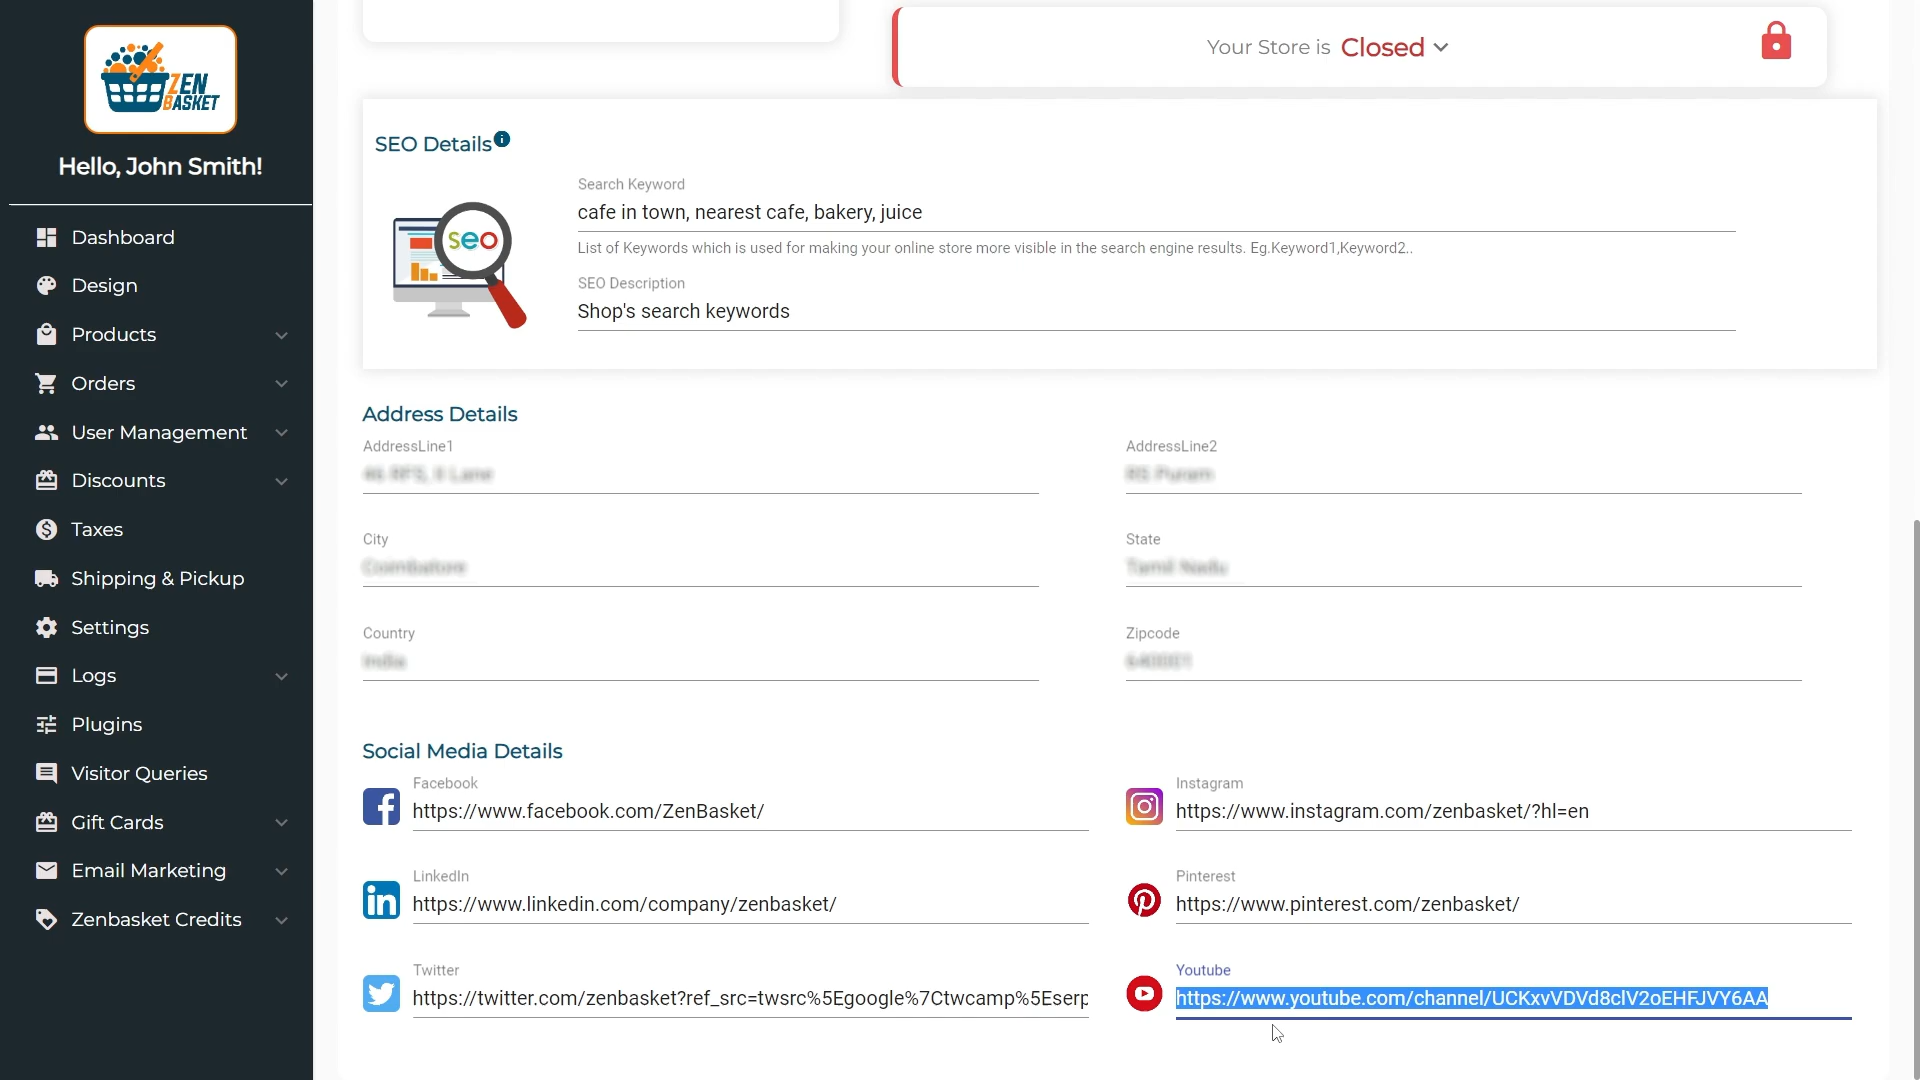 ZEN
BASKET
Hello, John Smith!
Dashboard
Design
Products
Orders
User Management
Discounts
Taxes
Shipping & Pickup
Settings
Logs
Plugins
Visitor Queries
Gift Cards
Email Marketing
Zenbasket Credits
Your Store is Closed
SEO Details
seo
Search Keyword
cafe in town, nearest cafe, bakery, juice
List of Keywords which is used for making your online store more visible in the search engine results. Eg.Keyword1,Keyword2..
SEO Description
Shop's search keywords
Address Details
AddressLine1
AddressLine2
City
State
Country
Zipcode
Social Media Details
Facebook
https://www.facebook.com/ZenBasket/
Instagram
https://www.instagram.com/zenbasket/?hl=en
LinkedIn
https://www.linkedin.com/company/zenbasket/
Pinterest
https://www.pinterest.com/zenbasket/
Twitter
https://twitter.com/zenbasket?ref_src=twsrc%5Egoogle%7Ctwcamp%5Eserp
Youtube
https://www.youtube.com/channel/UCKxvVDVd8clV2oEHFJVY6AA